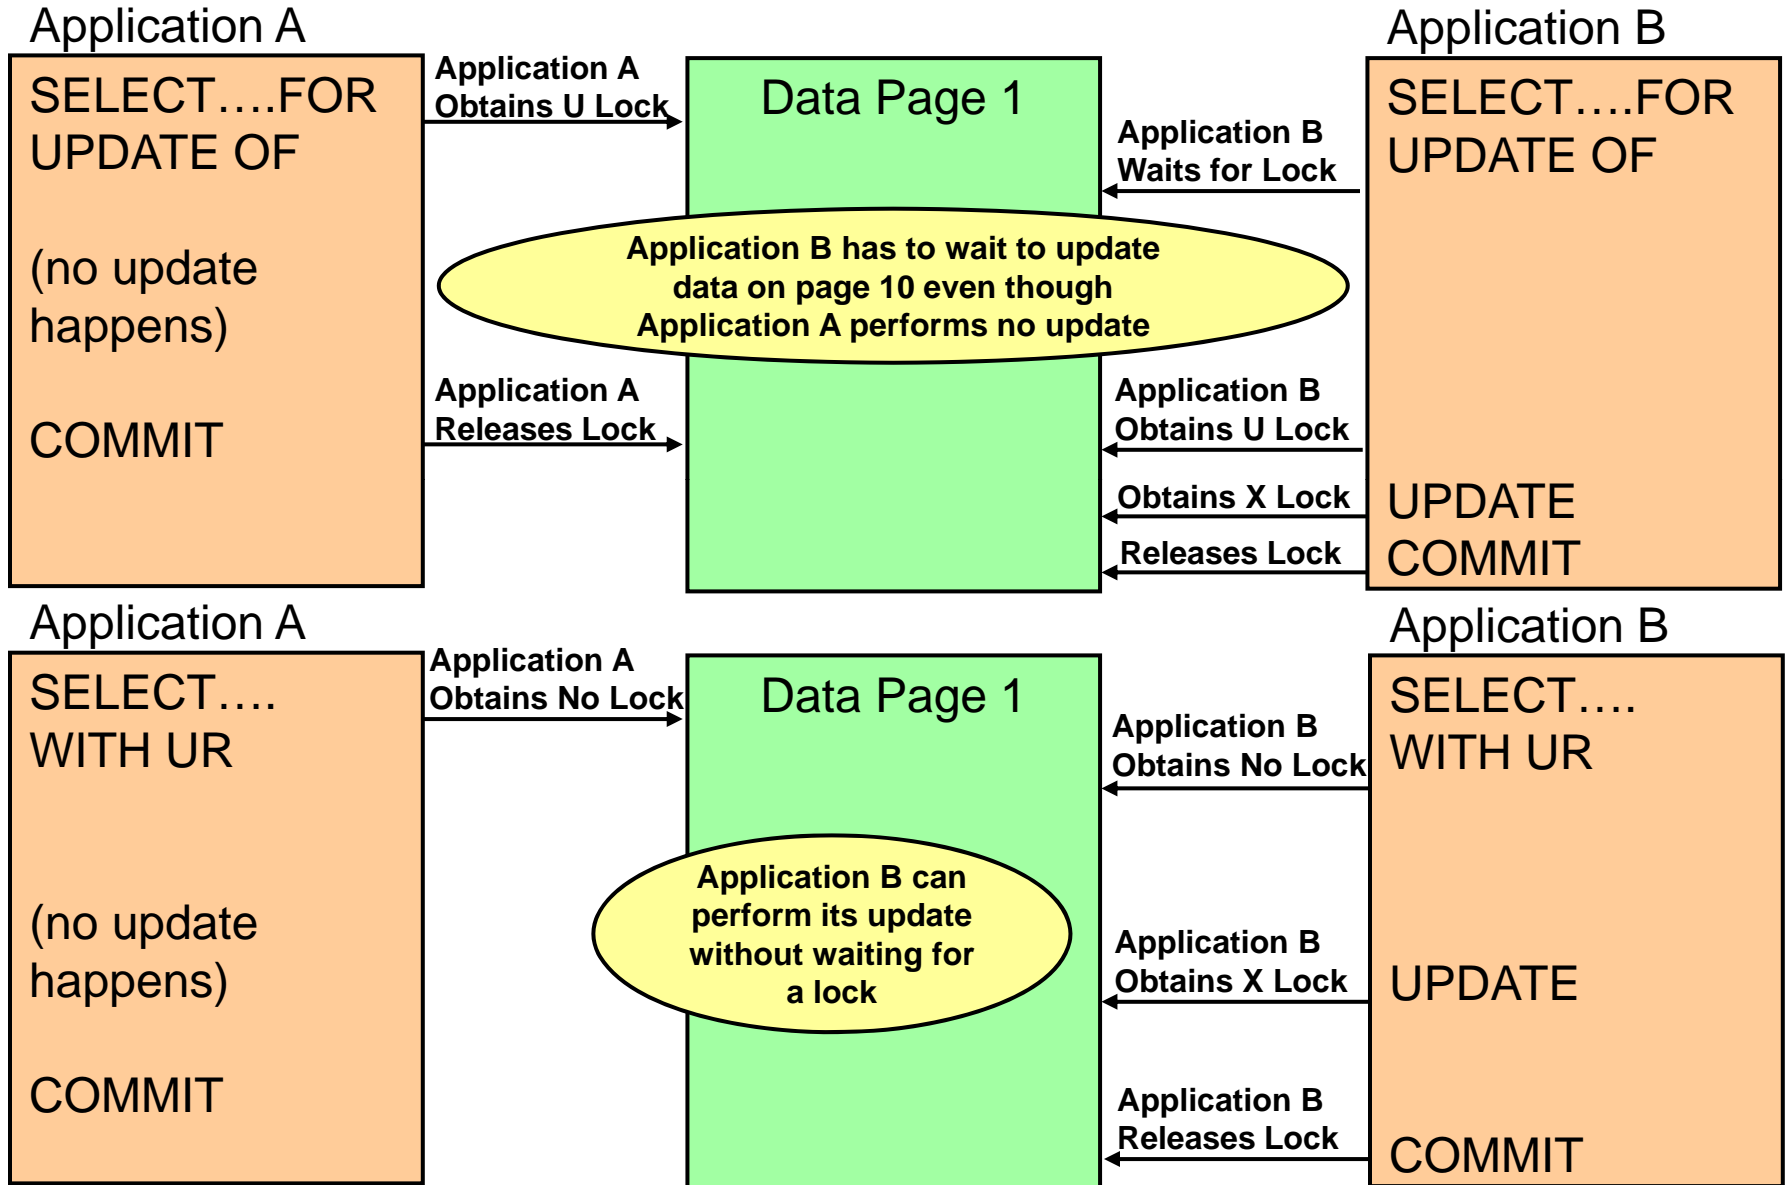 Application A
SELECT….FOR
UPDATE OF
(no update
happens)
COMMIT
Application A
Obtains U Lock
Application A
Releases Lock
Data Page 1
Application B has to wait to update
data on page 10 even though
Application A performs no update
Application B
Waits for Lock
Application B
Obtains U Lock
Obtains X Lock
Releases Lock
Application B
SELECT….FOR
UPDATE OF
UPDATE
COMMIT
Application A
SELECT….
WITH UR
(no update
happens)
COMMIT
Application A
Obtains No Lock
Data Page 1
Application B can
perform its update
without waiting for
a lock
Application B
Obtains No Lock
Application B
Obtains X Lock
Application B
Releases Lock
Application B
SELECT….
WITH UR
UPDATE
COMMIT